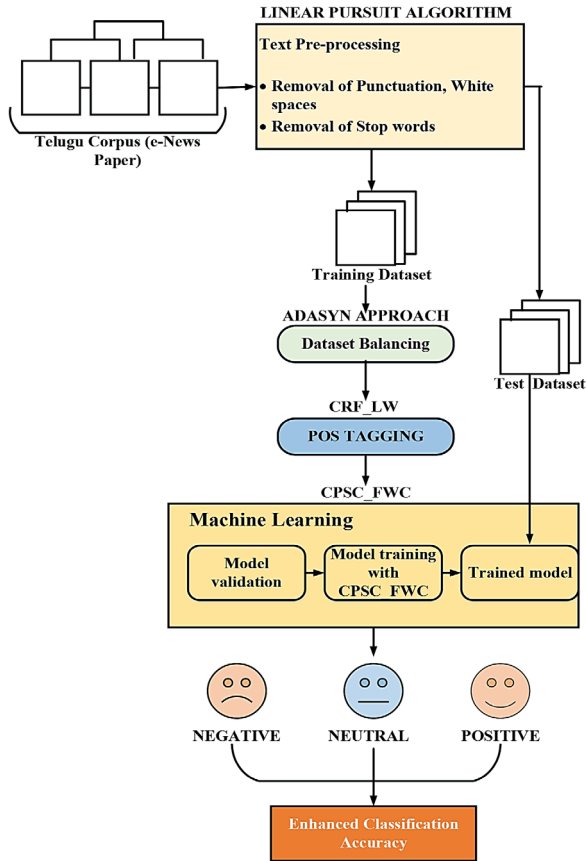 LINEAR PURSUIT ALGORITHM
Text Pre-processing
• Removal of Punctuation, White
spaces
• Removal of Stop words
Telugu Corpus (e-News
Paper)
Training Dataset
ADASYN APPROACH
Dataset Balancing
Test Dataset
CRF_LW
POS TAGGING
CPSC_FWC
Machine Learning
Model
validation
Model training
with
CPSC_FWC
Trained model
NEGATIVE
NEUTRAL
POSITIVE
Enhanced Classification
Accuracy